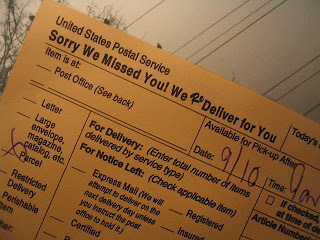 United States Postal Service
Sorry We Missed You! We ReDeliver for You
Item is at:
Post Office (See back)
Available for Pick-up After
Today's
Date: 9/10
Time:
Letter
Large
envelope,
magazine
catalog, etc.
Parcel
Restricted
Delivery
Perishable
Item
Other
For Delivery: (Enter total number of items
delivered by service type)
For Notice Left: (Check applicable item)
Express Mail (We will
attempt to deliver on the
next delivery day unless
you instruct the post
office to hold it.)
Certified
Registered
Insured
If checked,
at time of de
Article Number